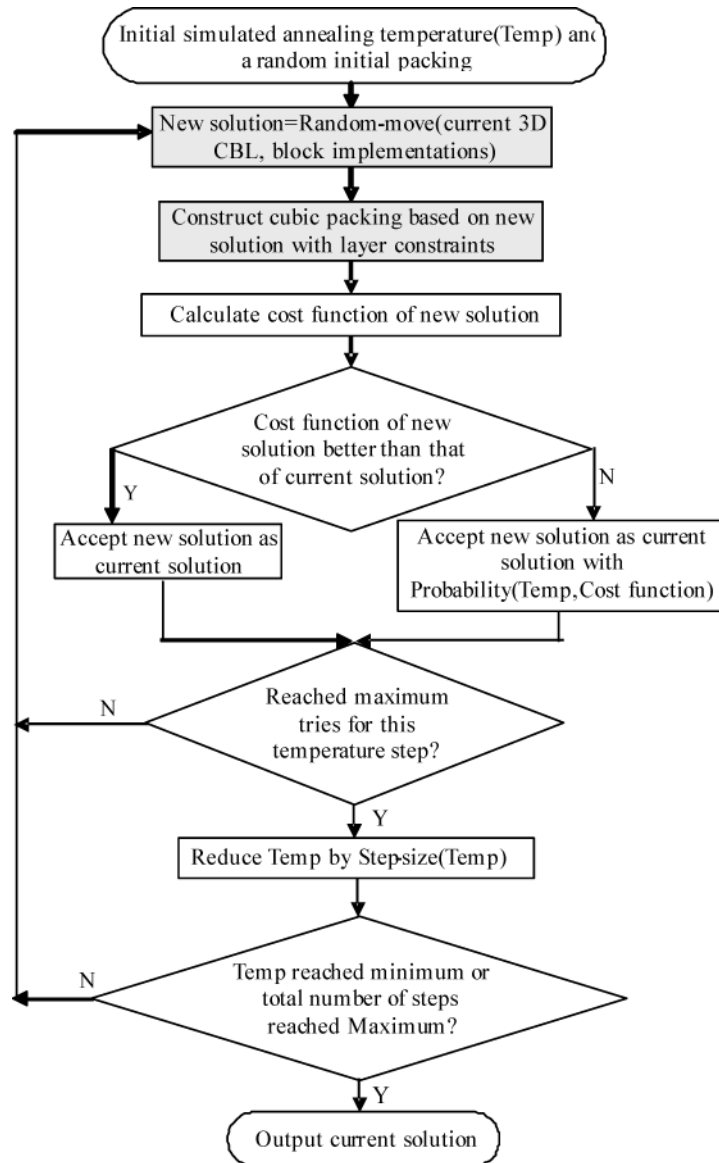 Initial simulated annealing temperature(Temp) and
a random initial packing
New solution=Random-move(current 3D
CBL, block implementations)
Construct cubic packing based on new
solution with layer constraints
Calculate cost function of new solution
Cost function of new
solution better than that
of current solution?
Y
N
Accept new solution as
current solution
Accept new solution as current
solution with
Probability(Temp,Cost function)
Reached maximum
tries for this
temperature step?
N
Y
Reduce Temp by Step-size(Temp)
Temp reached minimum or
total number of steps
reached Maximum?
N
Y
Output current solution